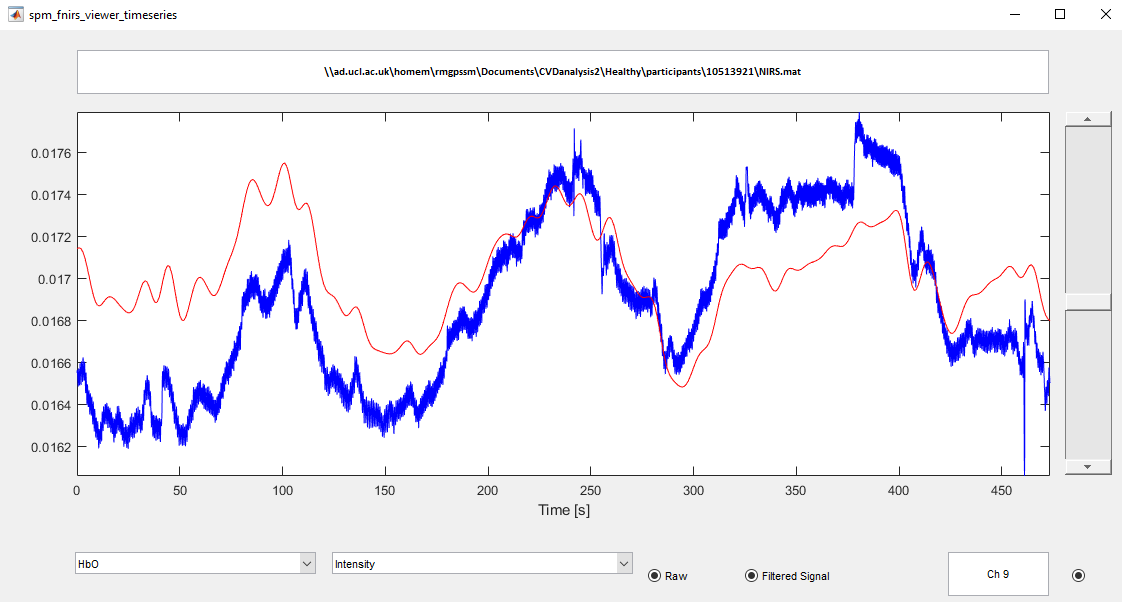 spm_fnirs_viewer_timeseries
\\ad.ucl.ac.uk\homem\rmgpssm\Documents\CVDanalysis2\Healthy\participants\10513921\NIRS.mat
0.0176
0.0174
0.0172
0.017
0.0168
0.0166
0.0164
0.0162
0 50 100 150 200 250 300 350 400 450
Time [s]
HbO Intensity Raw Filtered Signal Ch 9